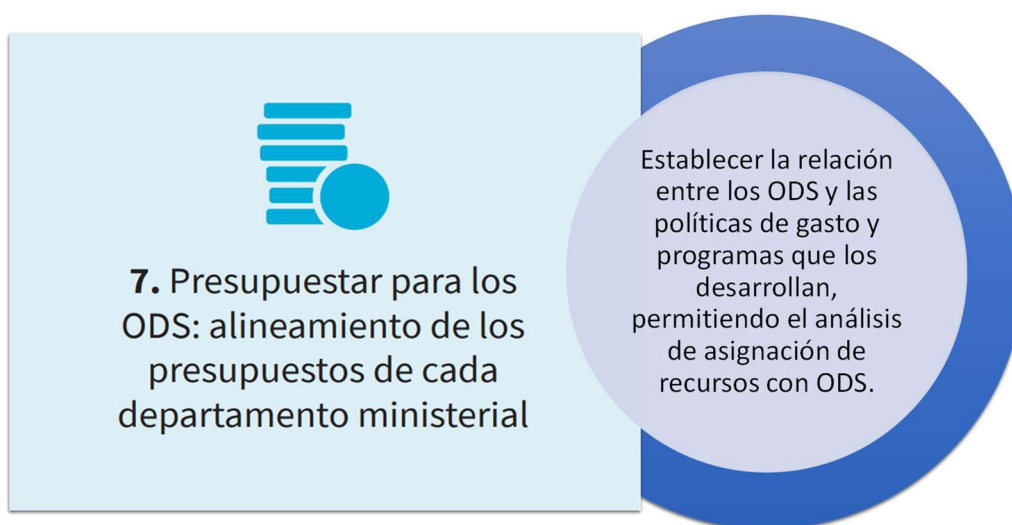 7. Presupuestar para los
ODS: alineamiento de los
presupuestos de cada
departamento ministerial
Establecer la relación
entre los ODS y las
políticas de gasto y
programas que los
desarrollan,
permitiendo el análisis
de asignación de
recursos con ODS.